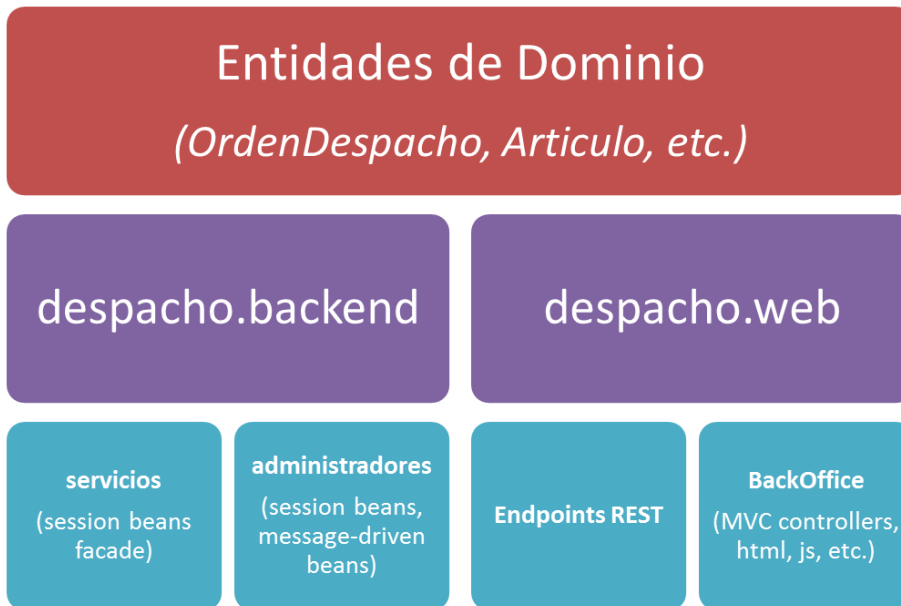 Entidades de Dominio
(OrdenDespacho, Articulo, etc.)
despacho.backend
despacho.web
servicios
(session beans
facade)
administradores
(session beans,
message-driven
beans)
Endpoints REST
BackOffice
(MVC controllers,
html, js, etc.)